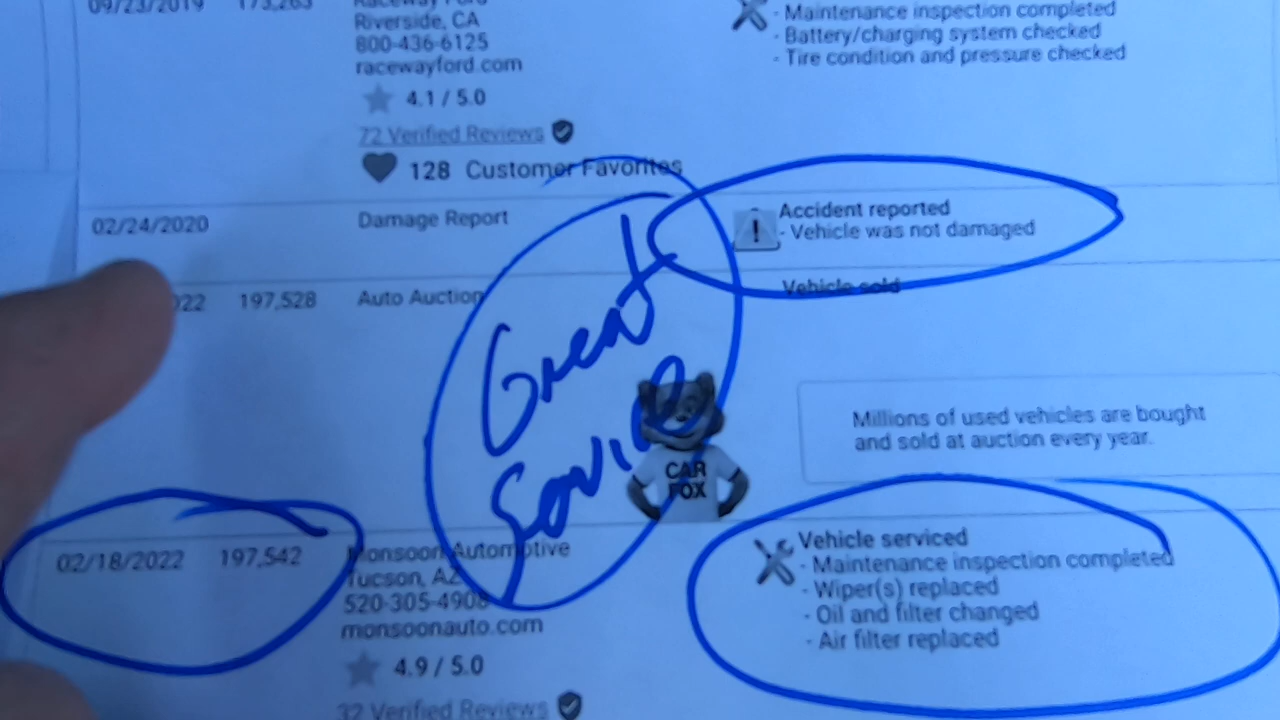 09/23/2019 173,263 Raceway Ford
Riverside, CA
800-436-6125
racewayford.com
4.1 / 5.0
72 Verified Reviews
128 Customer Favorites
- Maintenance inspection completed
- Battery/charging system checked
- Tire condition and pressure checked
02/24/2020 Damage Report
Accident reported
- Vehicle was not damaged
22 197,528 Auto Auction Vehicle sold
Great
Service
CAR
FOX
Millions of used vehicles are bought
and sold at auction every year.
02/18/2022 197,542 Monsoon Automotive
Tucson, AZ
520-305-4908
monsoonauto.com
4.9 / 5.0
32 Verified Reviews
Vehicle serviced
- Maintenance inspection completed
- Wiper(s) replaced
- Oil and filter changed
- Air filter replaced